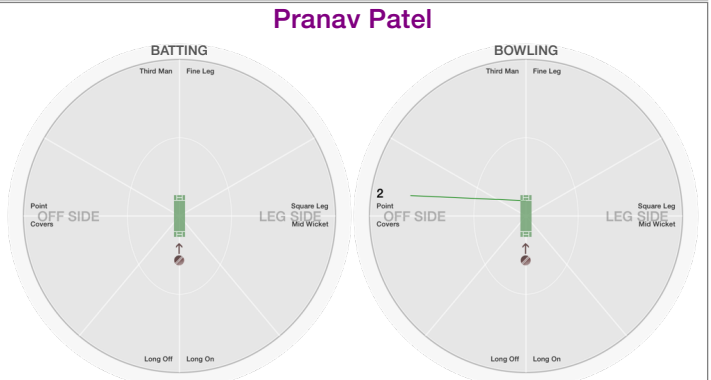 Pranav Patel
BATTING
Third Man Fine Leg
Point
OFF SIDE
Covers
Square Leg
LEG SIDE
Mid Wicket
Long Off Long On
BOWLING
Third Man Fine Leg
2
Point
OFF SIDE
Covers
Square Leg
LEG SIDE
Mid Wicket
Long Off Long On